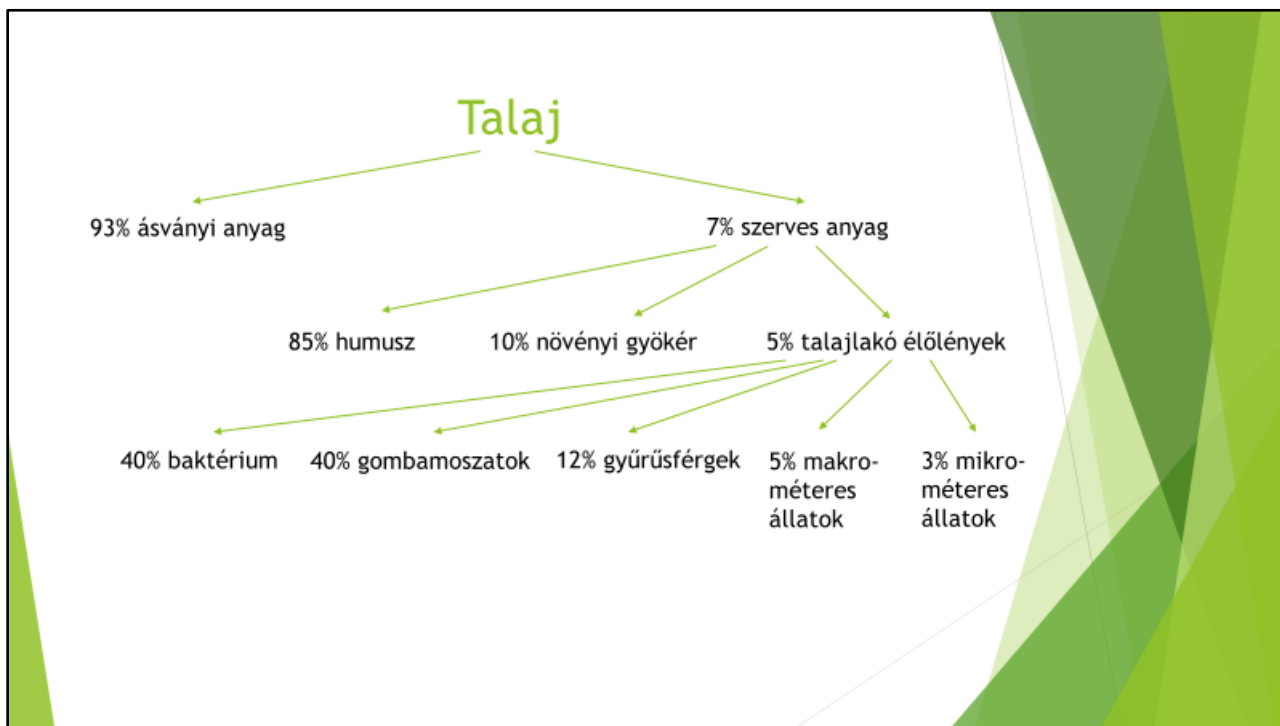 Talaj
93% ásványi anyag
7% szerves anyag
85% humusz
10% növényi gyökér
5% talajlakó élőlények
40% baktérium
40% gombamoszatok
12% gyűrűsférgek
5% makro-
méteres
állatok
3% mikro-
méteres
állatok